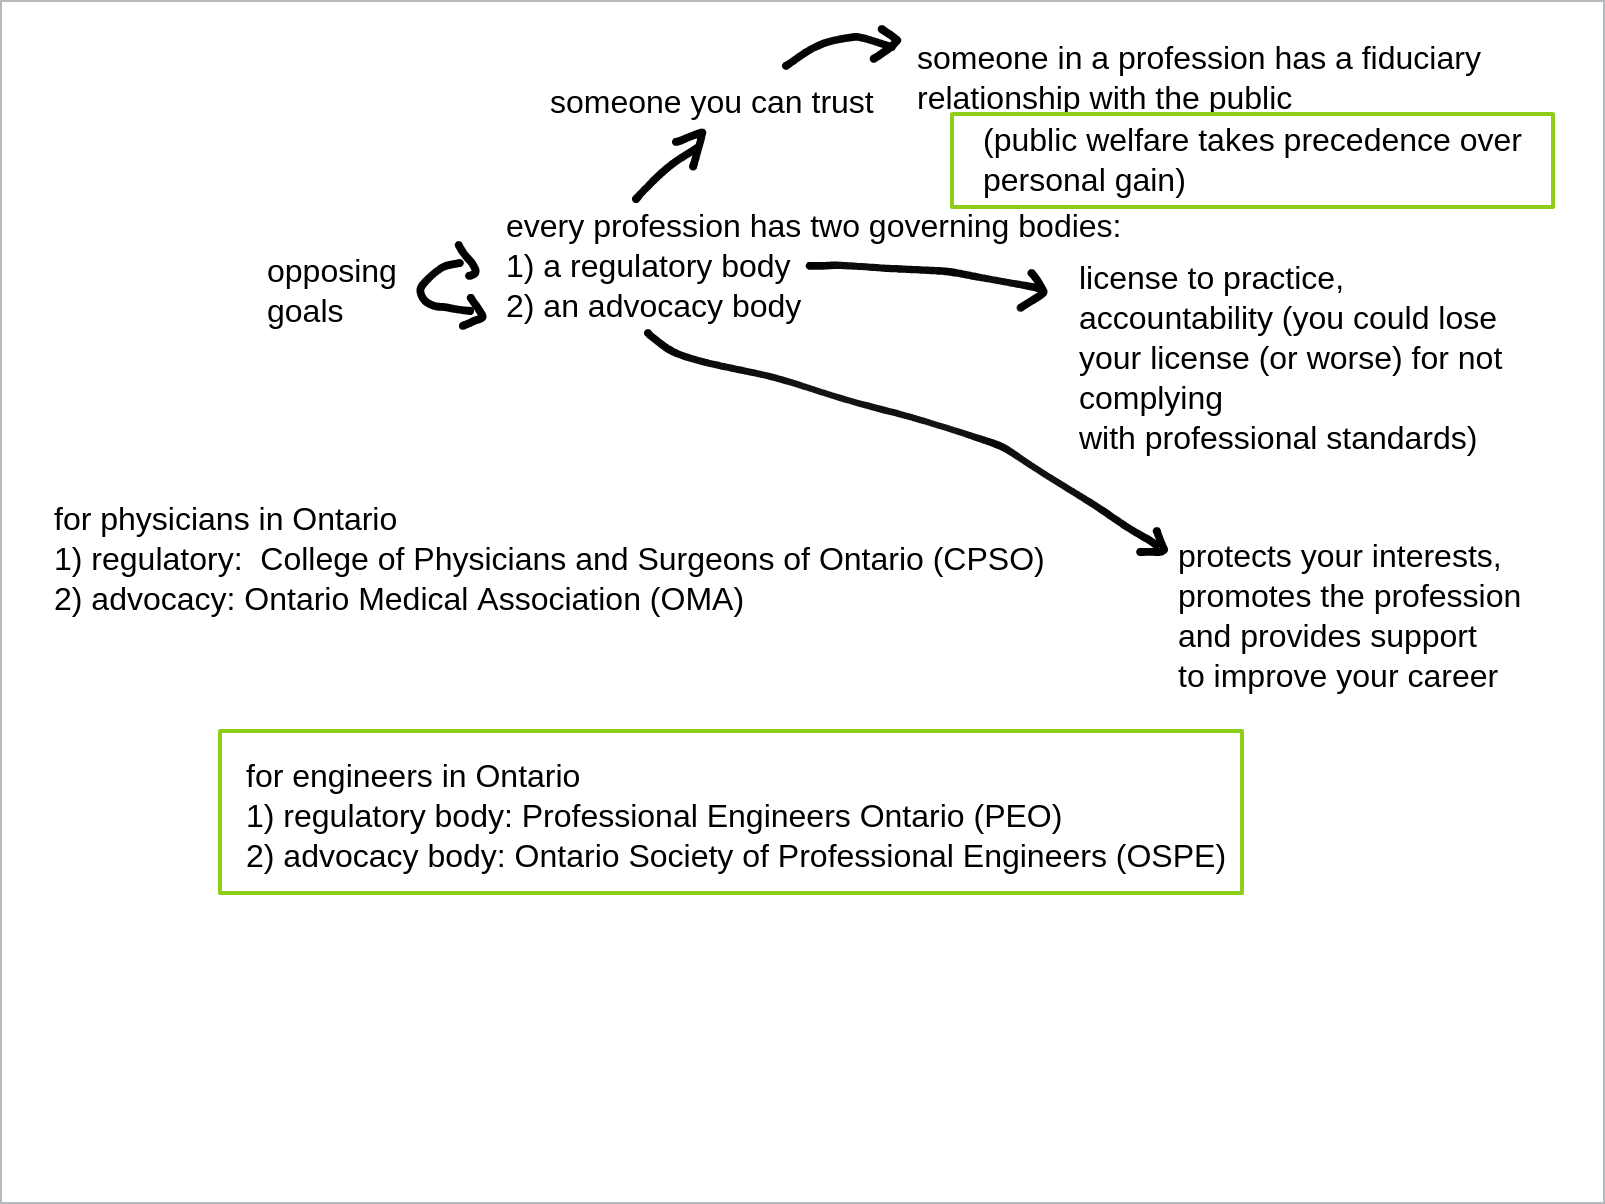 someone in a profession has a fiduciary
relationship with the public
someone you can trust
(public welfare takes precedence over
personal gain)
every profession has two governing bodies:
1) a regulatory body
2) an advocacy body
opposing
goals
license to practice,
accountability (you could lose
your license (or worse) for not
complying
with professional standards)
for physicians in Ontario
1) regulatory:  College of Physicians and Surgeons of Ontario (CPSO)
2) advocacy: Ontario Medical Association (OMA)
protects your interests,
promotes the profession
and provides support
to improve your career
for engineers in Ontario
1) regulatory body: Professional Engineers Ontario (PEO)
2) advocacy body: Ontario Society of Professional Engineers (OSPE)